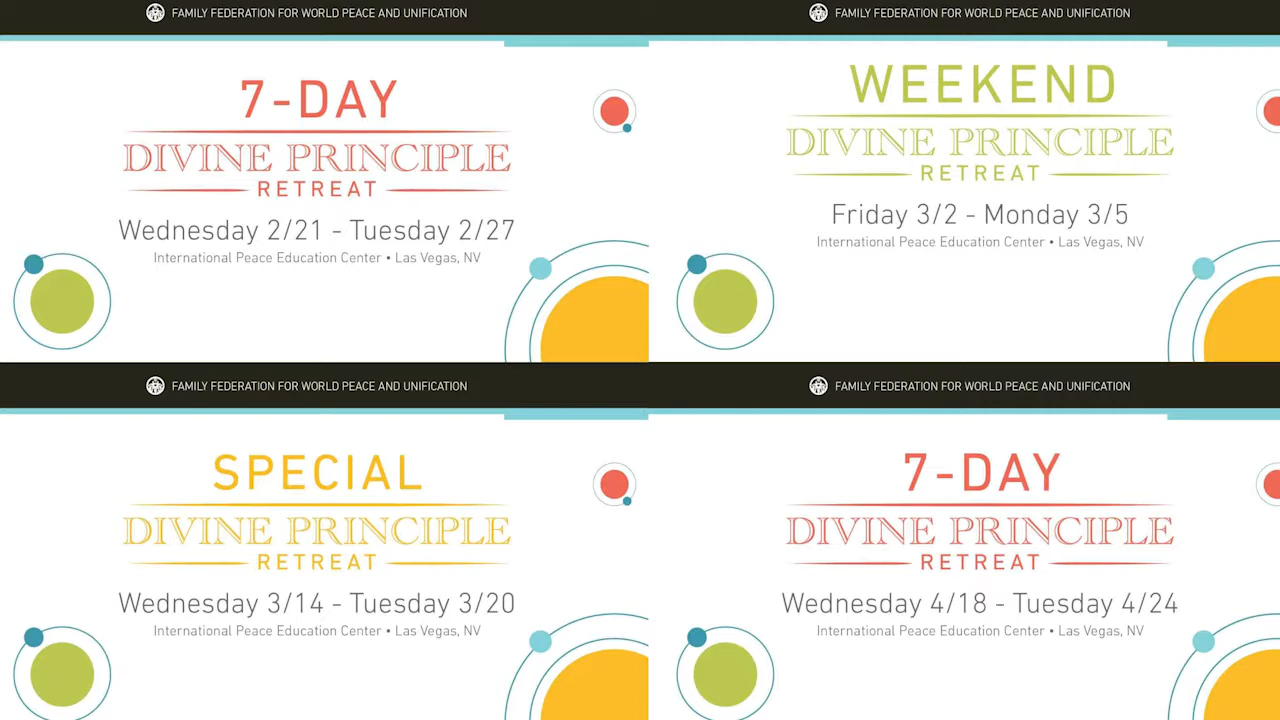 FAMILY FEDERATION FOR WORLD PEACE AND UNIFICATION
7-DAY
DIVINE PRINCIPLE
RETREAT
Wednesday 2/21 - Tuesday 2/27
International Peace Education Center • Las Vegas, NV
FAMILY FEDERATION FOR WORLD PEACE AND UNIFICATION
WEEKEND
DIVINE PRINCIPLE
RETREAT
Friday 3/2 - Monday 3/5
International Peace Education Center • Las Vegas, NV
FAMILY FEDERATION FOR WORLD PEACE AND UNIFICATION
SPECIAL
DIVINE PRINCIPLE
RETREAT
Wednesday 3/14 - Tuesday 3/20
International Peace Education Center • Las Vegas, NV
FAMILY FEDERATION FOR WORLD PEACE AND UNIFICATION
7-DAY
DIVINE PRINCIPLE
RETREAT
Wednesday 4/18 - Tuesday 4/24
International Peace Education Center • Las Vegas, NV